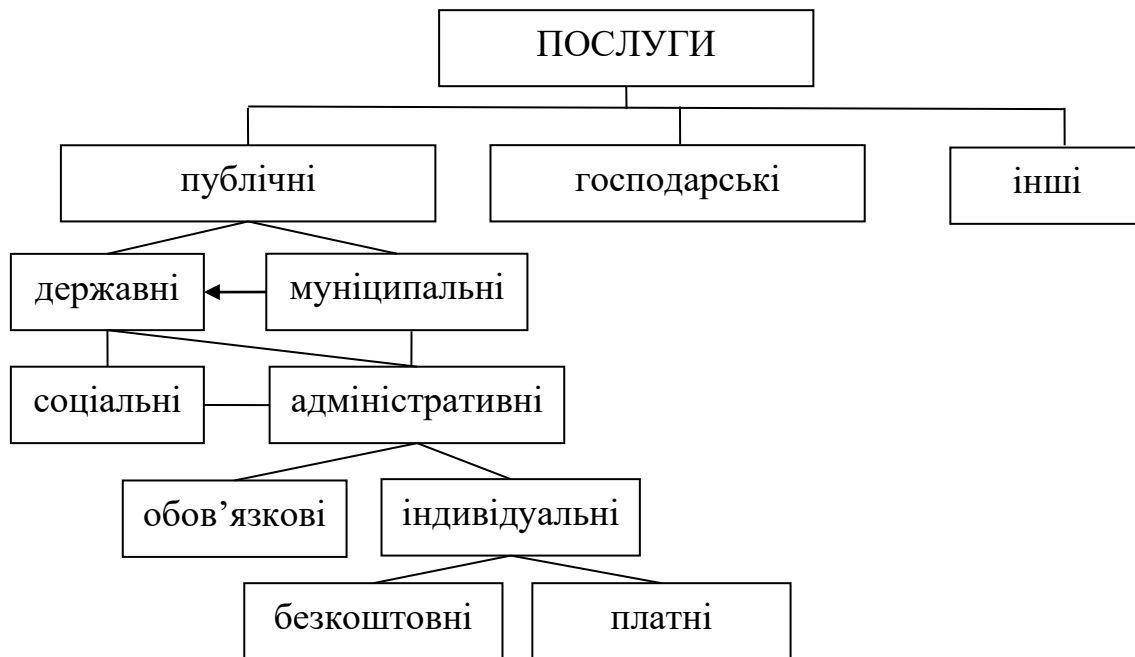 ПОСЛУГИ
публічні
господарські
інші
державні
муніципальні
соціальні
адміністративні
обов’язкові
індивідуальні
безкоштовні
платні